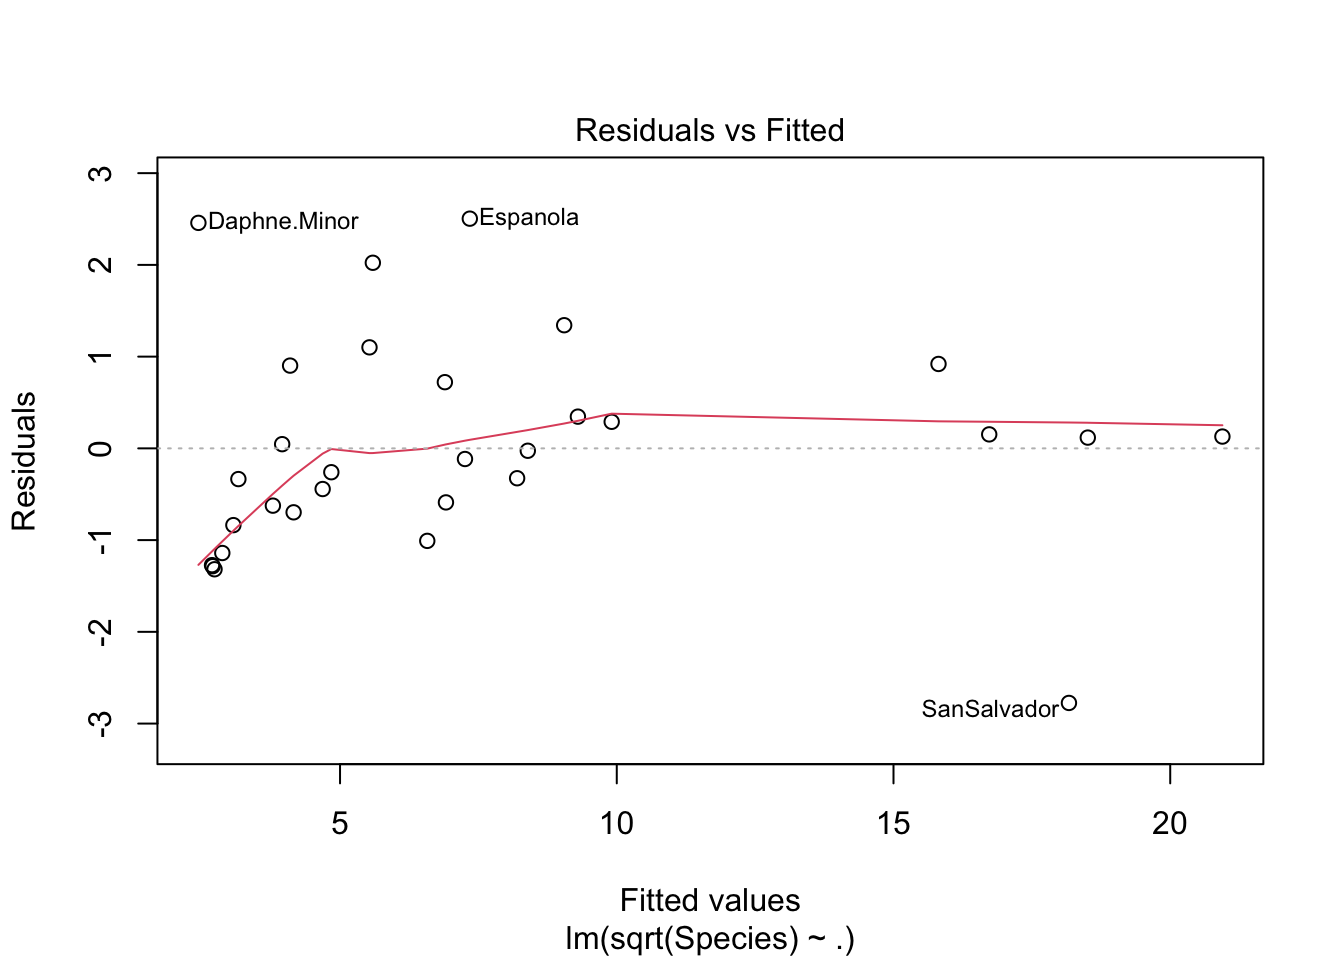 Residuals vs Fitted
3
2
1
0
-1
-2
-3
Residuals
Daphne.Minor
Espanola
SanSalvador
5 10 15 20
Fitted values
lm(sqrt(Species) ~ .)